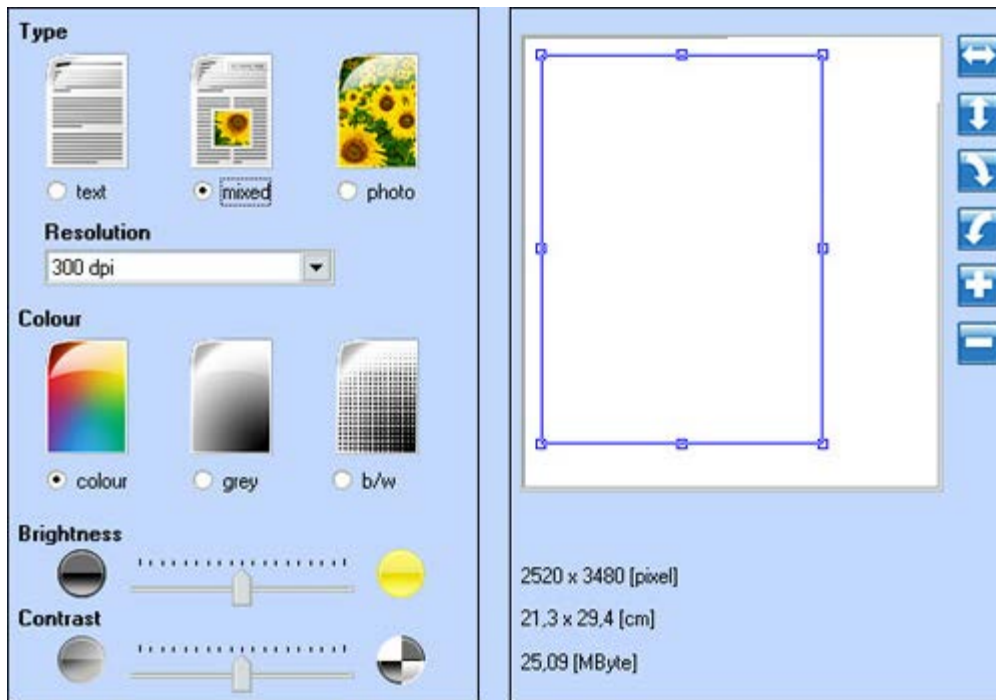 Type
text
mixed
photo
Resolution
300 dpi
Colour
colour
grey
b/w
Brightness
Contrast
2520 x 3480 [pixel]
21,3 x 29,4 [cm]
25,09 [MByte]